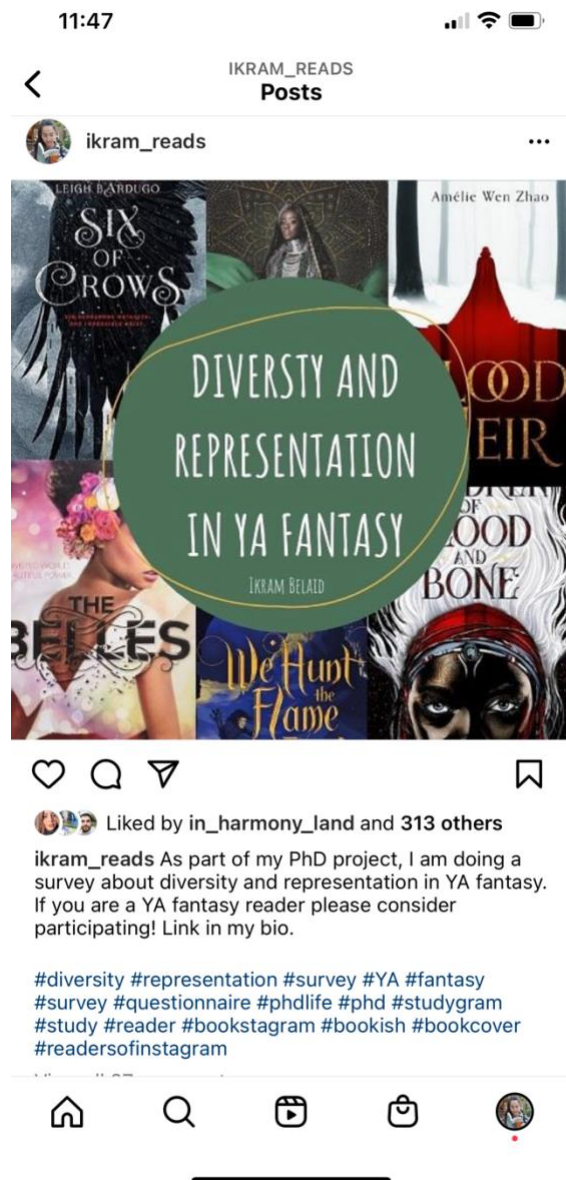 11:47
IKRAM_READS
Posts
ikram_reads
LEIGH BARDUGO
SIX
OF
CROWS
Amélie Wen Zhao
DIVERSTY AND
REPRESENTATION
IN YA FANTASY
IKRAM BELAID
OOD
EIR
THE
BELLES
We Hunt
the
Flame
OF
OOD
AND
BONE
Liked by in_harmony_land and 313 others
ikram_reads As part of my PhD project, I am doing a
survey about diversity and representation in YA fantasy.
If you are a YA fantasy reader please consider
participating! Link in my bio.
#diversity #representation #survey #YA #fantasy
#survey #questionnaire #phdlife #phd #studygram
#study #reader #bookstagram #bookish #bookcover
#readersofinstagram